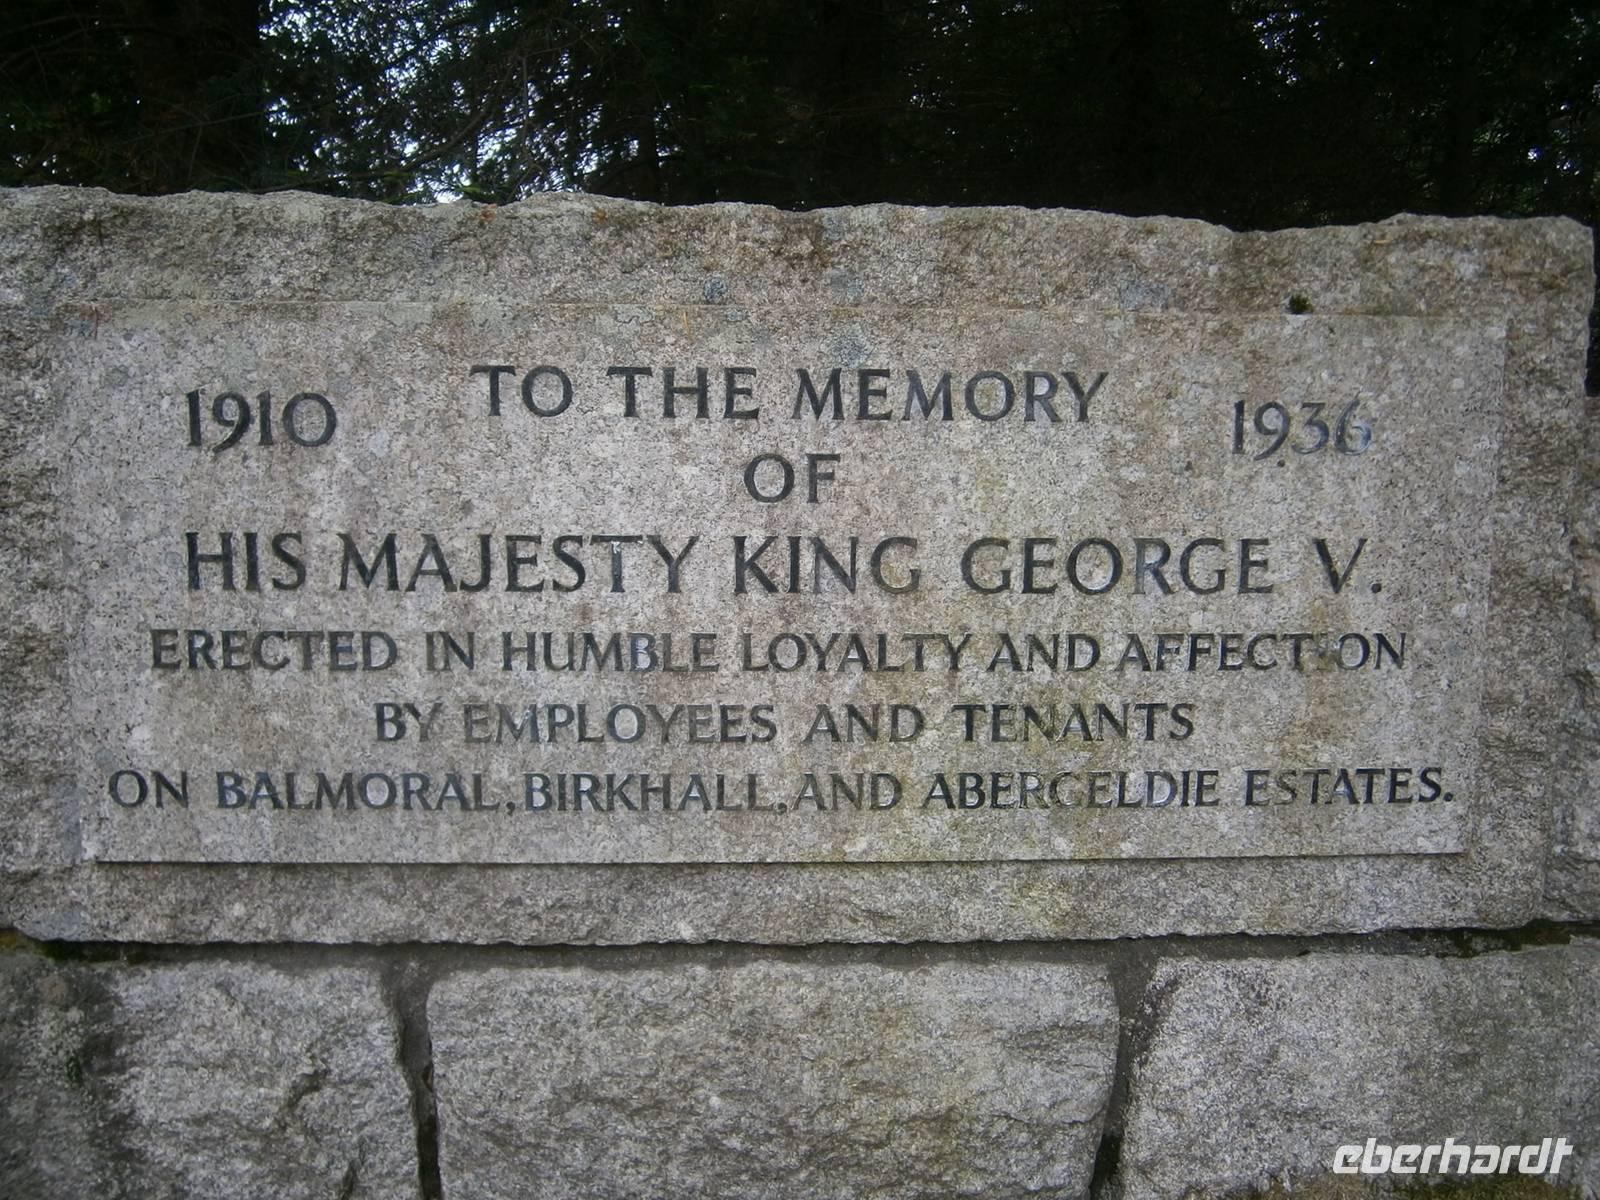 1910 TO THE MEMORY 1936
OF
HIS MAJESTY KING GEORGE V.
ERECTED IN HUMBLE LOYALTY AND AFFECTION
BY EMPLOYEES AND TENANTS
ON BALMORAL, BIRKHALL, AND ABERGELDIE ESTATES.
eberhardt